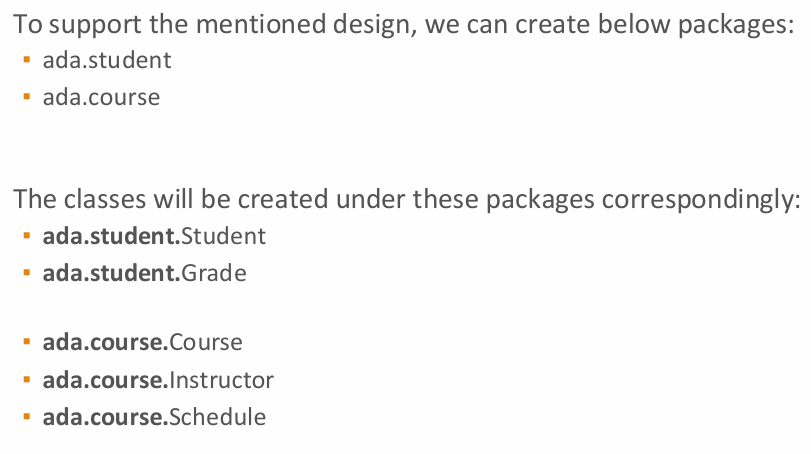 To support the mentioned design, we can create below packages:
▪ ada.student
▪ ada.course
The classes will be created under these packages correspondingly:
▪ ada.student.Student
▪ ada.student.Grade
▪ ada.course.Course
▪ ada.course.Instructor
▪ ada.course.Schedule